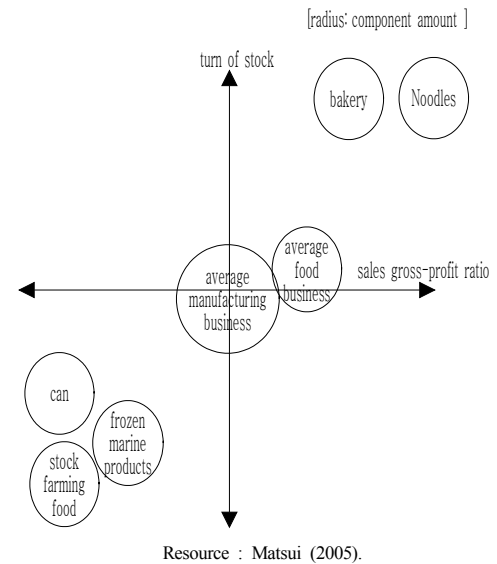 [radius: component amount ]
turn of stock
bakery
Noodles
average
food
business
sales gross-profit ratio
average
manufacturing
business
can
frozen
marine
products
stock
farming
food
Resource : Matsui (2005).